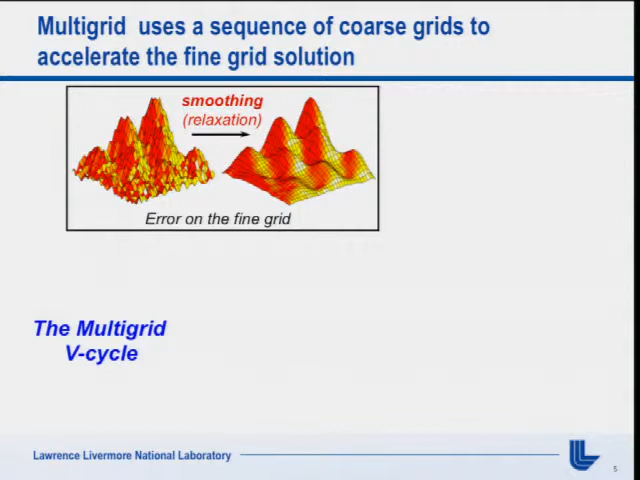 Multigrid uses a sequence of coarse grids to
accelerate the fine grid solution
smoothing
(relaxation)
Error on the fine grid
The Multigrid
V-cycle
Lawrence Livermore National Laboratory
5